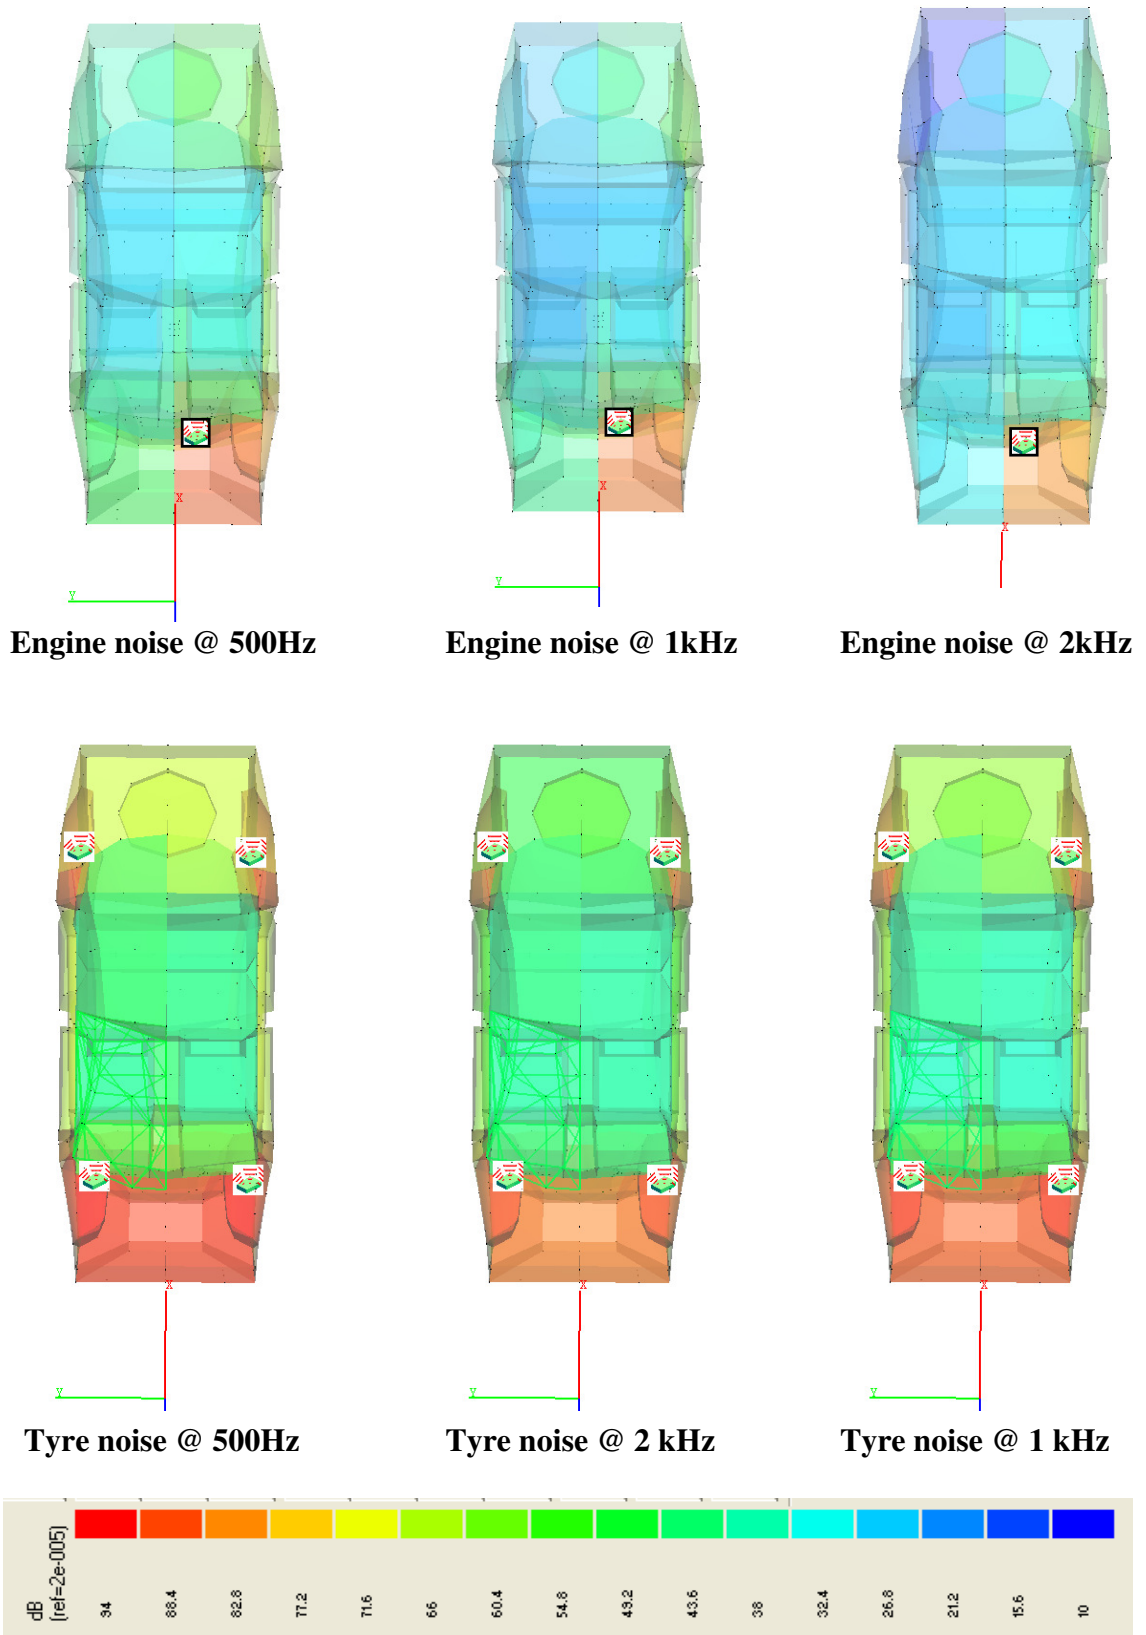 X
X
X
Y
Y
Engine noise @ 500Hz
Engine noise @ 1kHz
Engine noise @ 2kHz
X
X
X
Y
Y
Y
Tyre noise @ 500Hz
Tyre noise @ 2 kHz
Tyre noise @ 1 kHz
dB
(ref=2e-005)
94
88.4
82.8
77.2
71.6
66
60.4
54.8
49.2
43.6
38
32.4
26.8
21.2
15.6
10